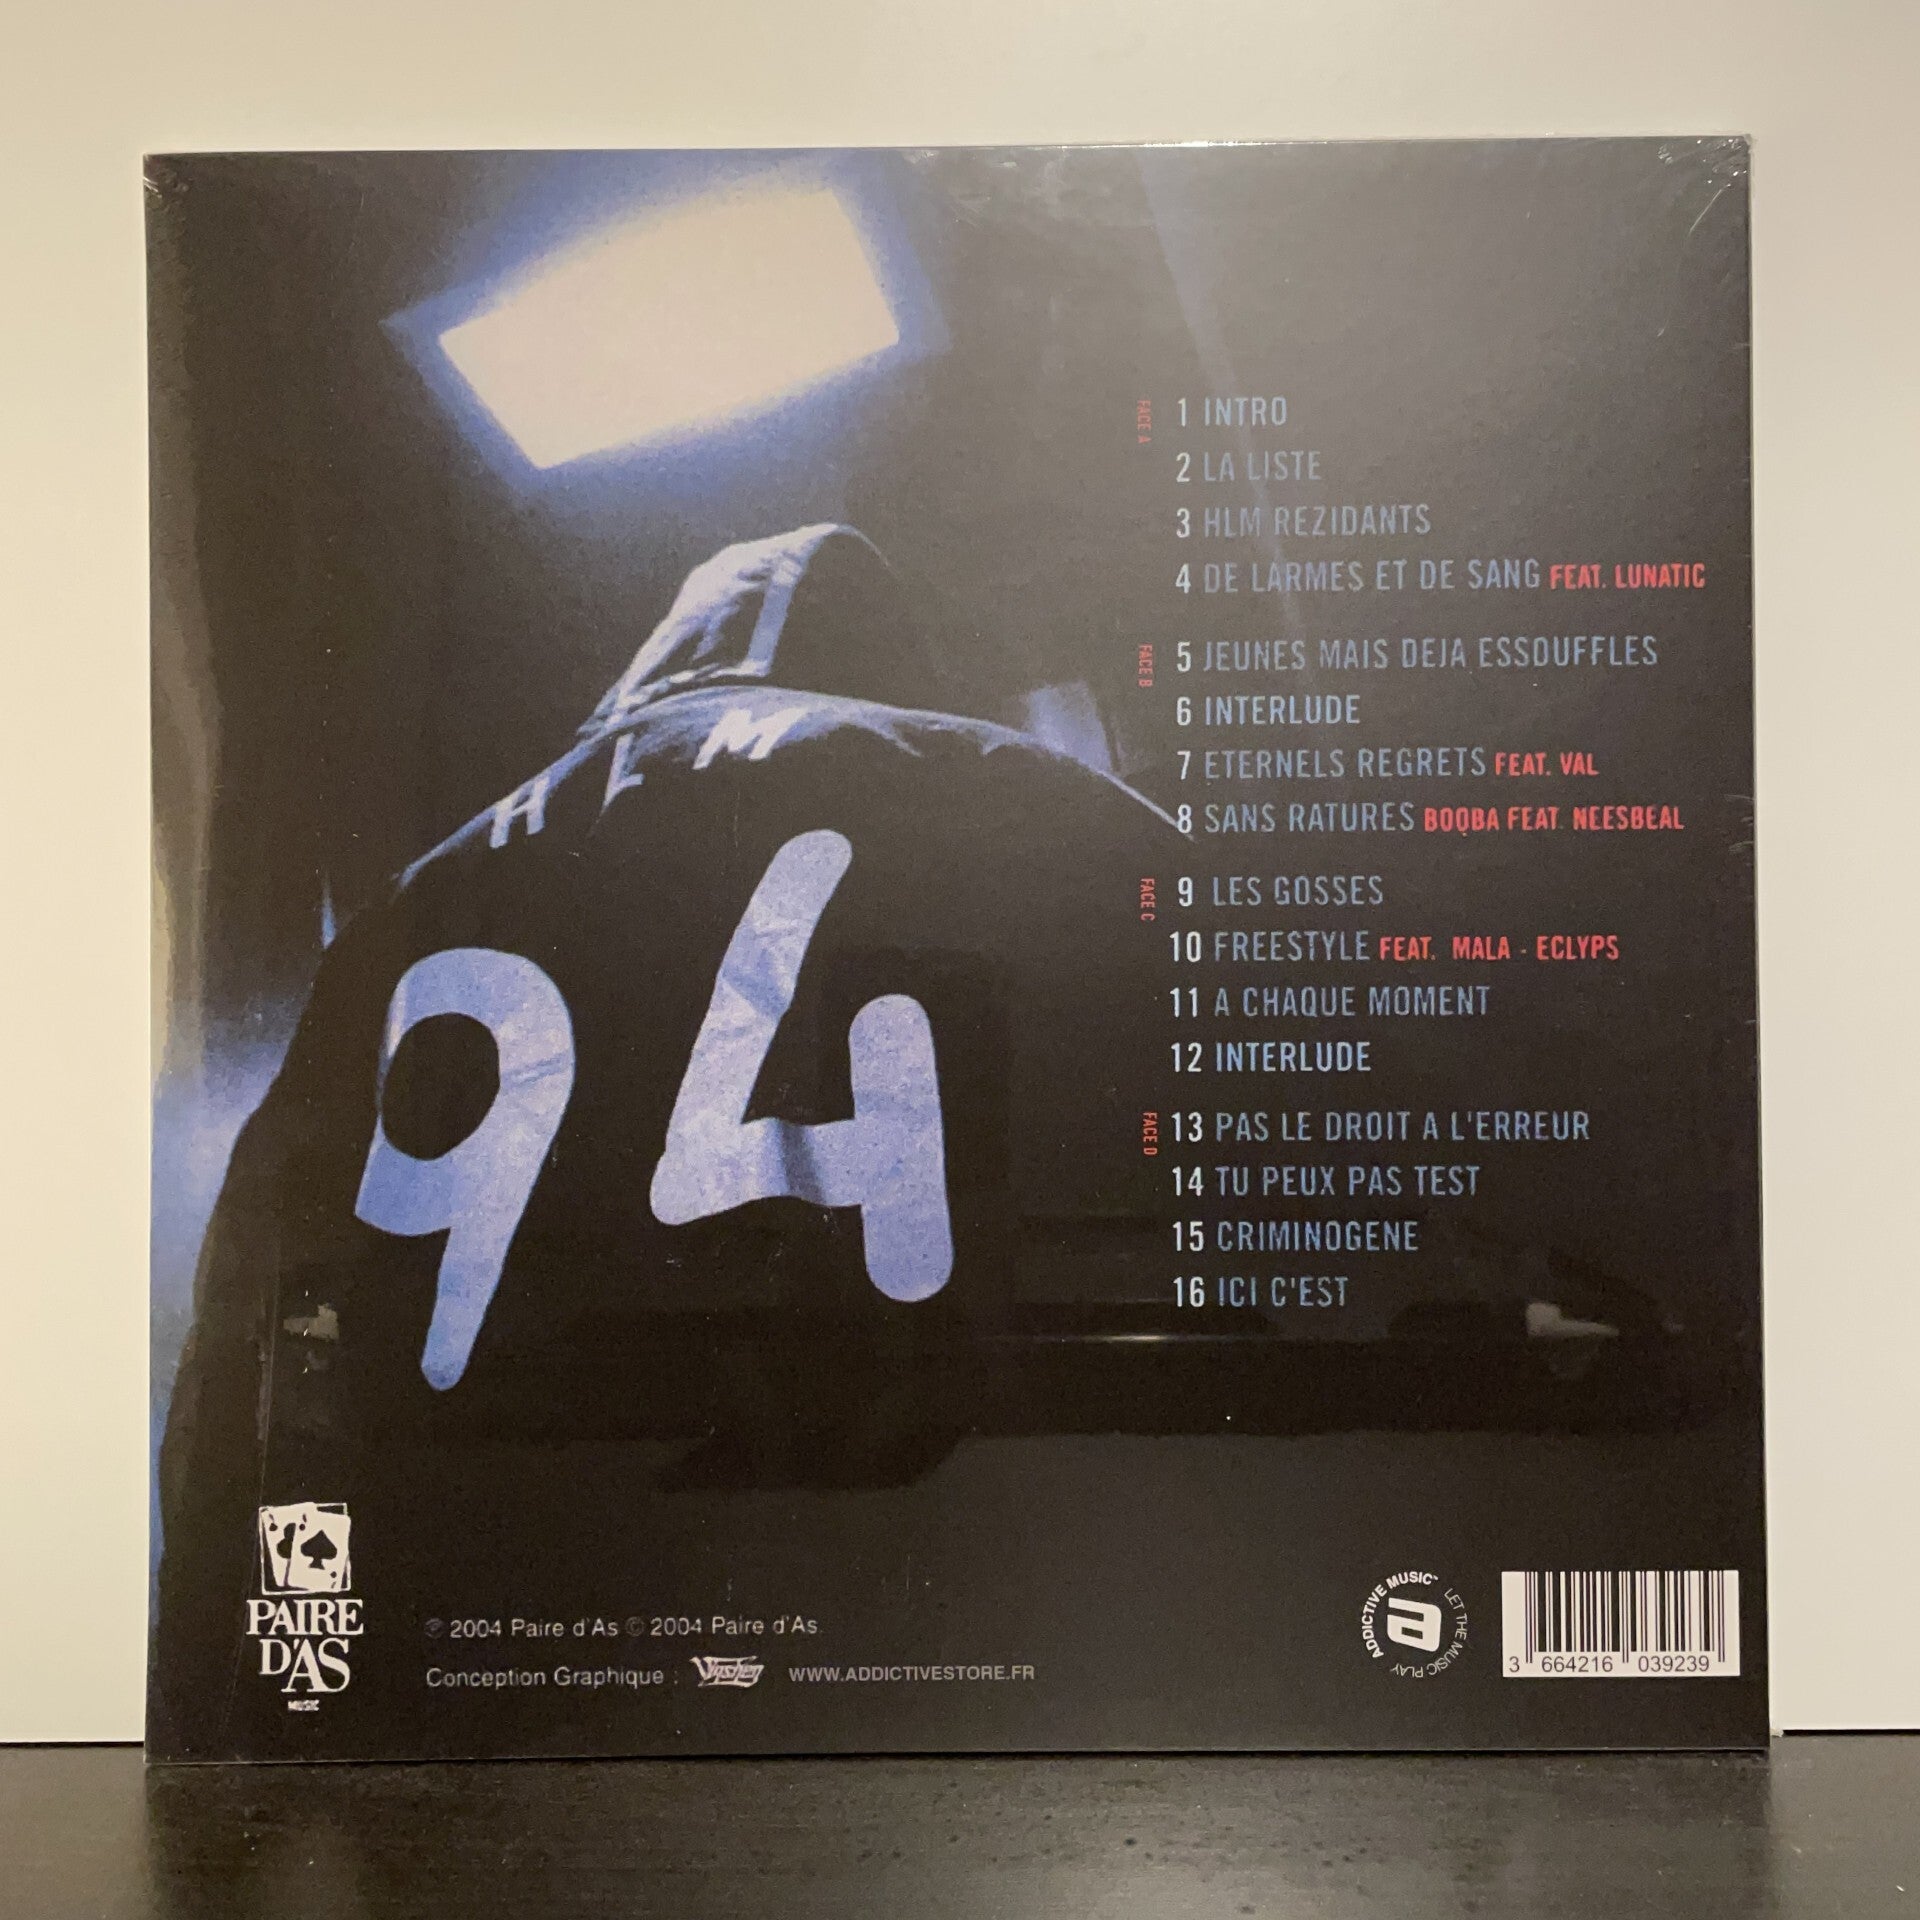 FACE A
1 INTRO
2 LA LISTE
3 HLM REZIDANTS
4 DE LARMES ET DE SANG FEAT. LUNATIC
FACE B
5 JEUNES MAIS DEJA ESSOUFFLES
6 INTERLUDE
7 ETERNELS REGRETS FEAT. VAL
8 SANS RATURES BOOBA FEAT. NEESBEAL
FACE C
9 LES GOSSES
10 FREESTYLE FEAT. MALA - ECLYPS
11 A CHAQUE MOMENT
12 INTERLUDE
FACE D
13 PAS LE DROIT A L'ERREUR
14 TU PEUX PAS TEST
15 CRIMINOGENE
16 ICI C'EST
HLM
94
PAIRE
D'AS
MUSIC
℗ 2004 Paire d'As © 2004 Paire d'As.
Conception Graphique :
WWW.ADDICTIVESTORE.FR
ADDICTIVE MUSIC™ LET THE MUSIC PLAY
3 664216 039239